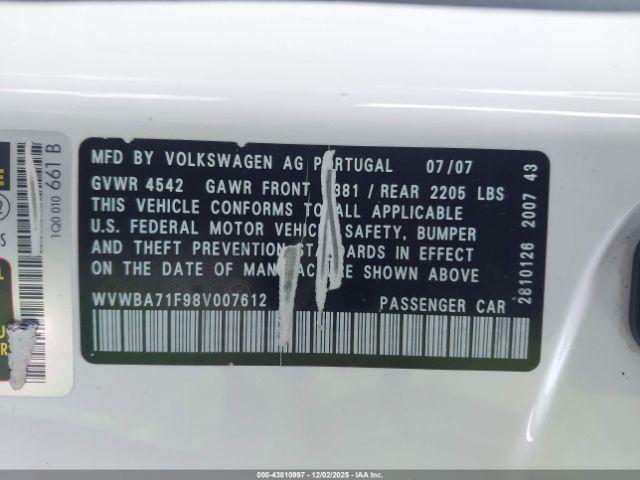 MFD BY VOLKSWAGEN AG PORTUGAL 07/07
GVWR 4542 GAWR FRONT 381 / REAR 2205 LBS
THIS VEHICLE CONFORMS TO ALL APPLICABLE
U.S. FEDERAL MOTOR VEHICLE SAFETY, BUMPER
AND THEFT PREVENTION STANDARDS IN EFFECT
ON THE DATE OF MANUFACTURE SHOWN ABOVE
WVWBA71F98V007612 PASSENGER CAR
2810126 2007 43
1Q0 010 661 B
000-43810997 - 12/02/2025 - IAAI.CA